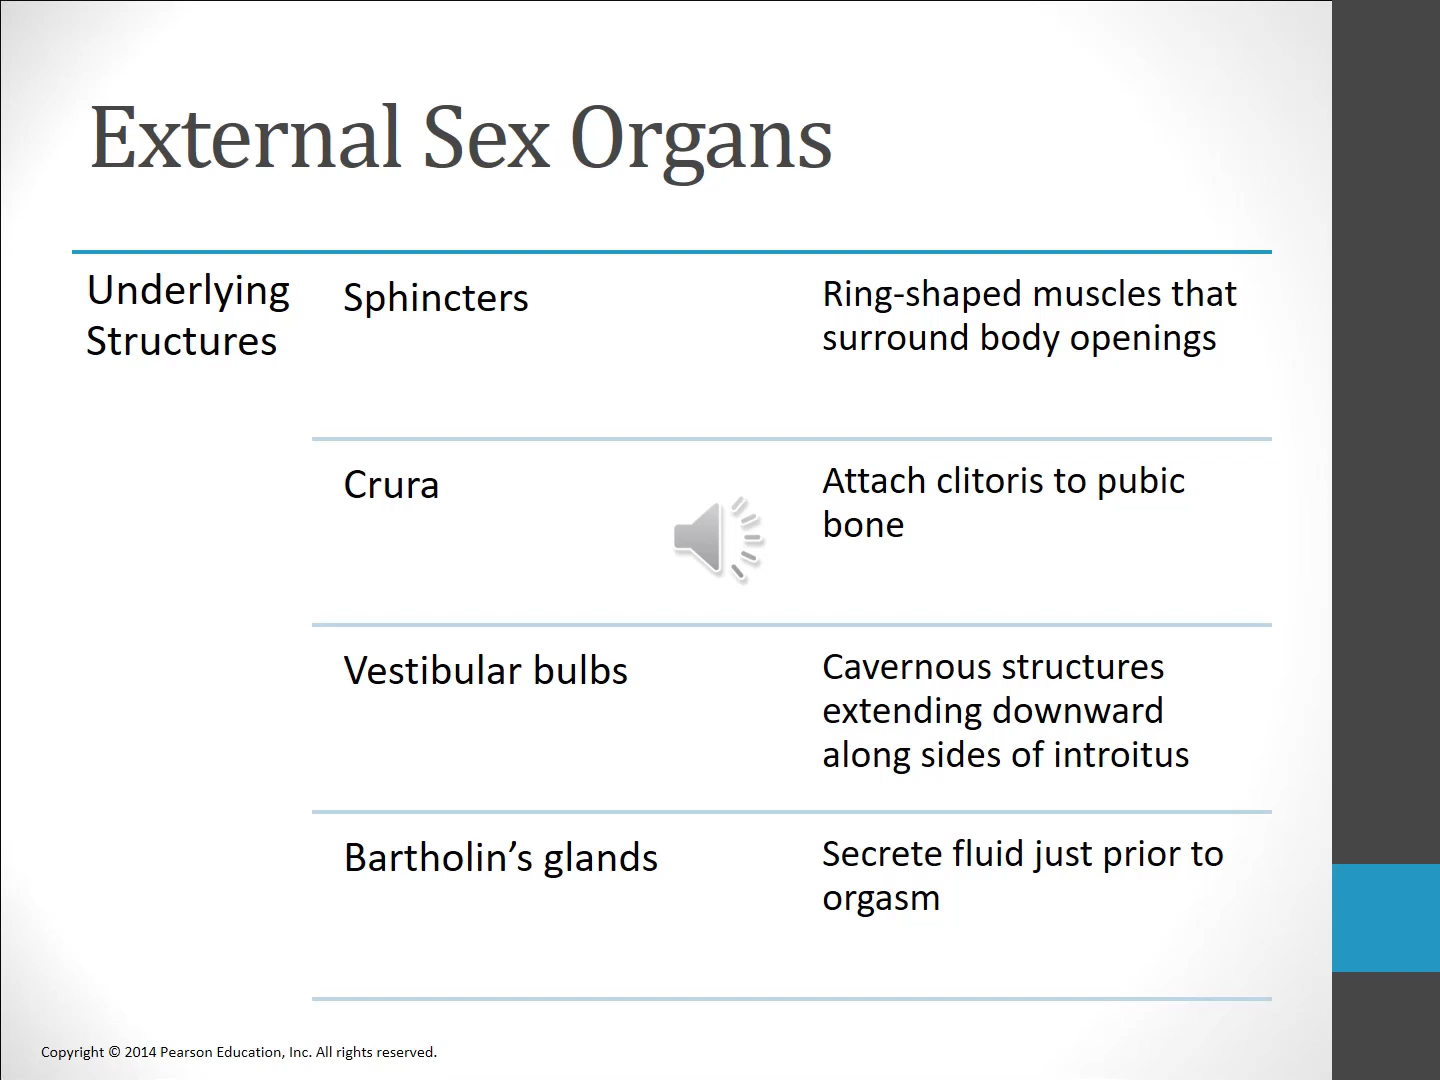 External Sex Organs
Underlying
Structures
Sphincters
Ring-shaped muscles that
surround body openings
Crura
Attach clitoris to pubic
bone
Vestibular bulbs
Cavernous structures
extending downward
along sides of introitus
Bartholin’s glands
Secrete fluid just prior to
orgasm
Copyright © 2014 Pearson Education, Inc. All rights reserved.